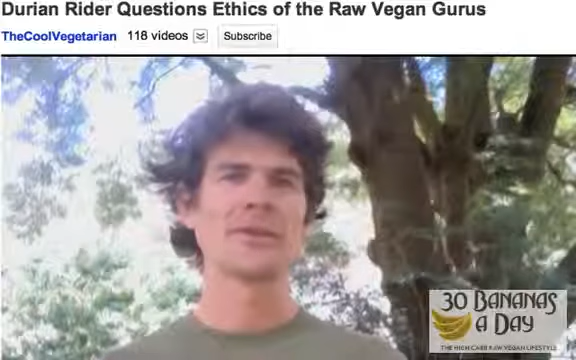 Durian Rider Questions Ethics of the Raw Vegan Gurus
TheCoolVegetarian 118 videos Subscribe
30 BANANAS
A DAY
THE HIGH CARB RAW VEGAN LIFESTYLE